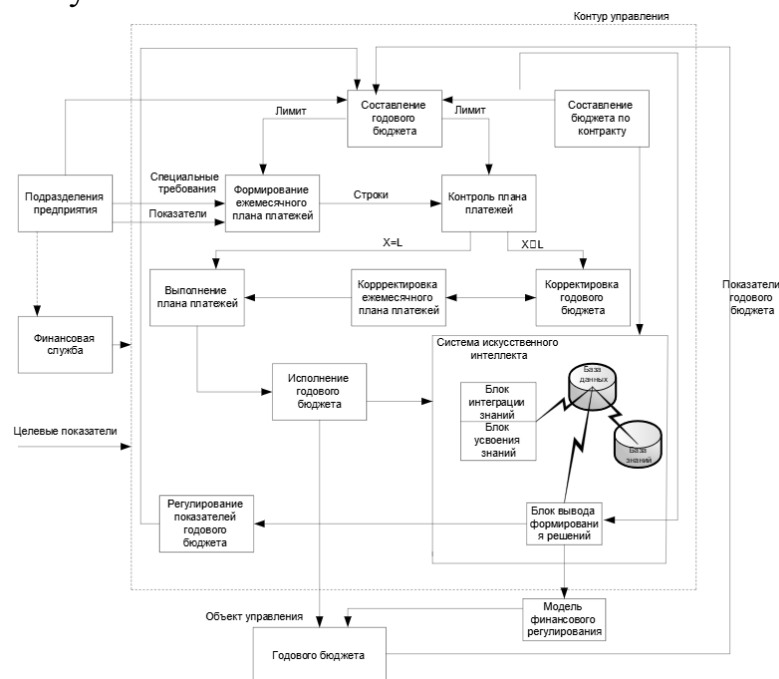 Контур управления
Составление
годового
бюджета
Составление
бюджета по
контракту
Лимит
Лимит
Подразделения
предприятия
Специальные
требования
Показатели
Формирование
ежемесячного
плана платежей
Строки
Контроль плана
платежей
X=L
X□L
Выполнение
плана платежей
Коррректировка
ежемесячного
плана платежей
Корректировка
годового
бюджета
Показатели
годового
бюджета
Финансовая
служба
Система искусственного
интеллекта
База
данных
Исполнение
годового
бюджета
Блок
интеграции
знаний
Блок
усвоения
знаний
База
знаний
Целевые показатели
Регулирование
показателей
годового
бюджета
Блок вывода
формировани
я решений
Объект управления
Модель
финансового
регулирования
Годового бюджета